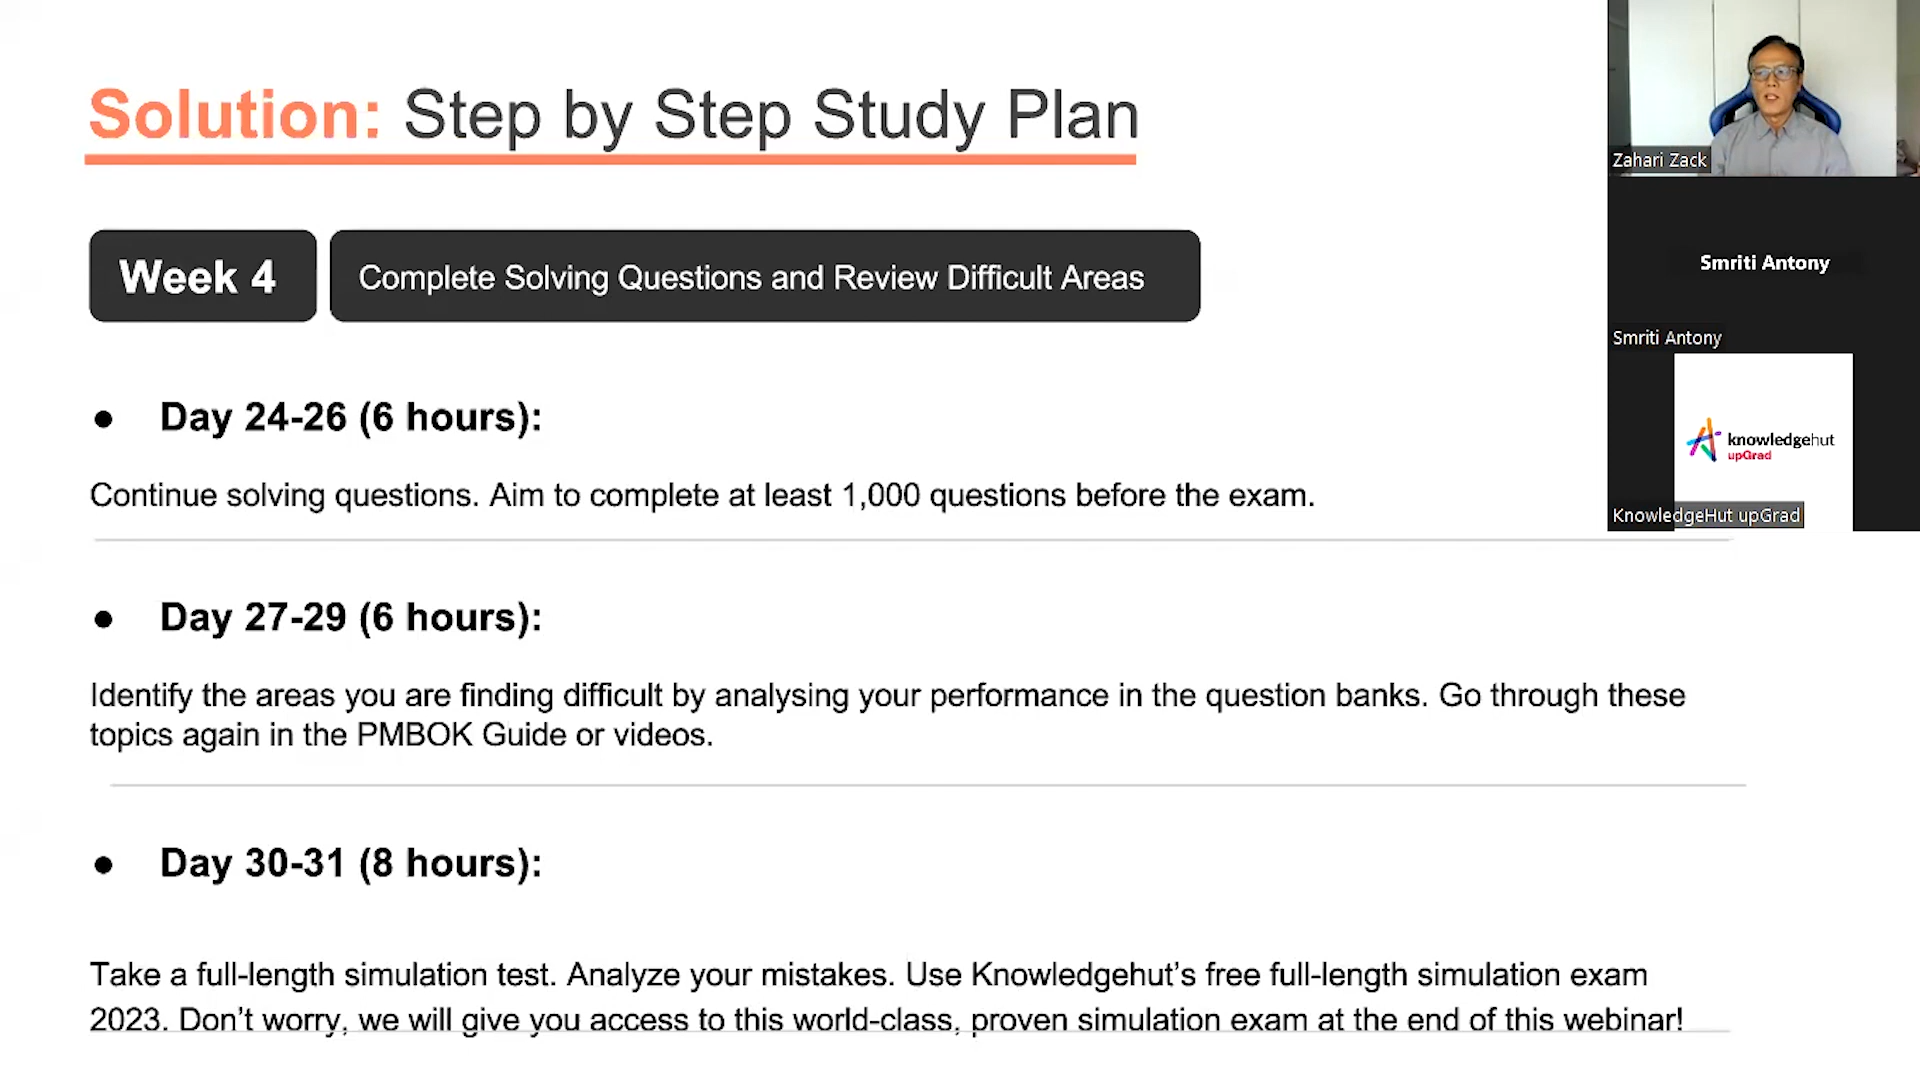 Solution: Step by Step Study Plan
Week 4
Complete Solving Questions and Review Difficult Areas
● Day 24-26 (6 hours):
Continue solving questions. Aim to complete at least 1,000 questions before the exam.
● Day 27-29 (6 hours):
Identify the areas you are finding difficult by analysing your performance in the question banks. Go through these
topics again in the PMBOK Guide or videos.
● Day 30-31 (8 hours):
Take a full-length simulation test. Analyze your mistakes. Use Knowledgehut’s free full-length simulation exam
2023. Don’t worry, we will give you access to this world-class, proven simulation exam at the end of this webinar!
Zahari Zack
Smriti Antony
Smriti Antony
knowledgehut
upGrad
KnowledgeHut upGrad